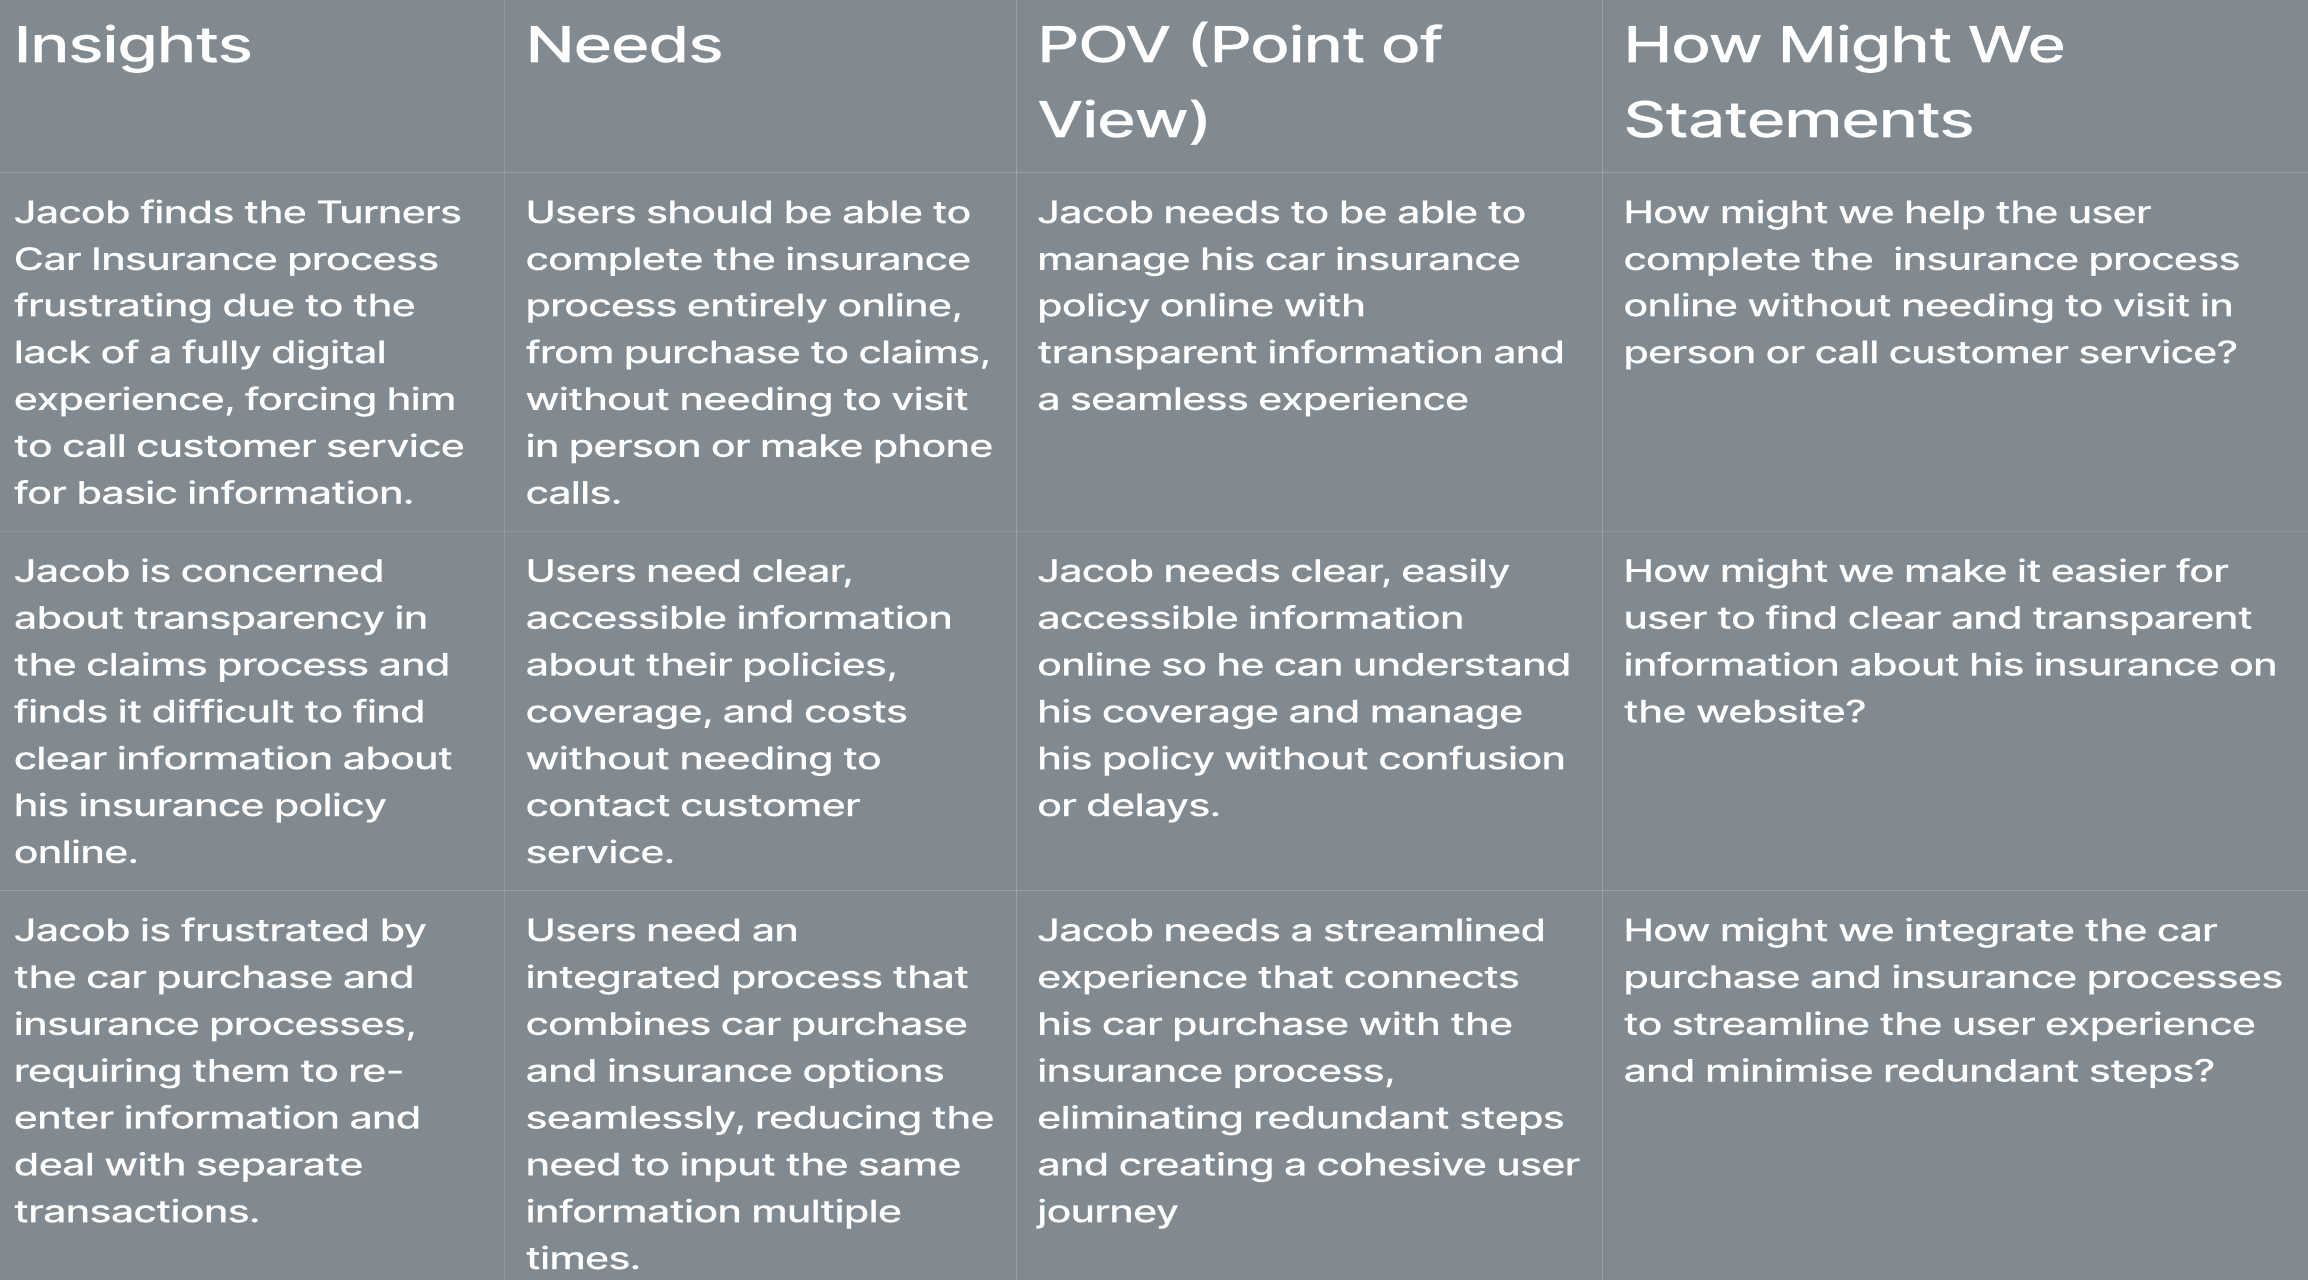 Insights
Needs
POV (Point of
View)
How Might We
Statements
Jacob finds the Turners
Car Insurance process
frustrating due to the
lack of a fully digital
experience, forcing him
to call customer service
for basic information.
Users should be able to
complete the insurance
process entirely online,
from purchase to claims,
without needing to visit
in person or make phone
calls.
Jacob needs to be able to
manage his car insurance
policy online with
transparent information and
a seamless experience
How might we help the user
complete the  insurance process
online without needing to visit in
person or call customer service?
Jacob is concerned
about transparency in
the claims process and
finds it difficult to find
clear information about
his insurance policy
online.
Users need clear,
accessible information
about their policies,
coverage, and costs
without needing to
contact customer
service.
Jacob needs clear, easily
accessible information
online so he can understand
his coverage and manage
his policy without confusion
or delays.
How might we make it easier for
user to find clear and transparent
information about his insurance on
the website?
Jacob is frustrated by
the car purchase and
insurance processes,
requiring them to re-
enter information and
deal with separate
transactions.
Users need an
integrated process that
combines car purchase
and insurance options
seamlessly, reducing the
need to input the same
information multiple
times.
Jacob needs a streamlined
experience that connects
his car purchase with the
insurance process,
eliminating redundant steps
and creating a cohesive user
journey
How might we integrate the car
purchase and insurance processes
to streamline the user experience
and minimise redundant steps?